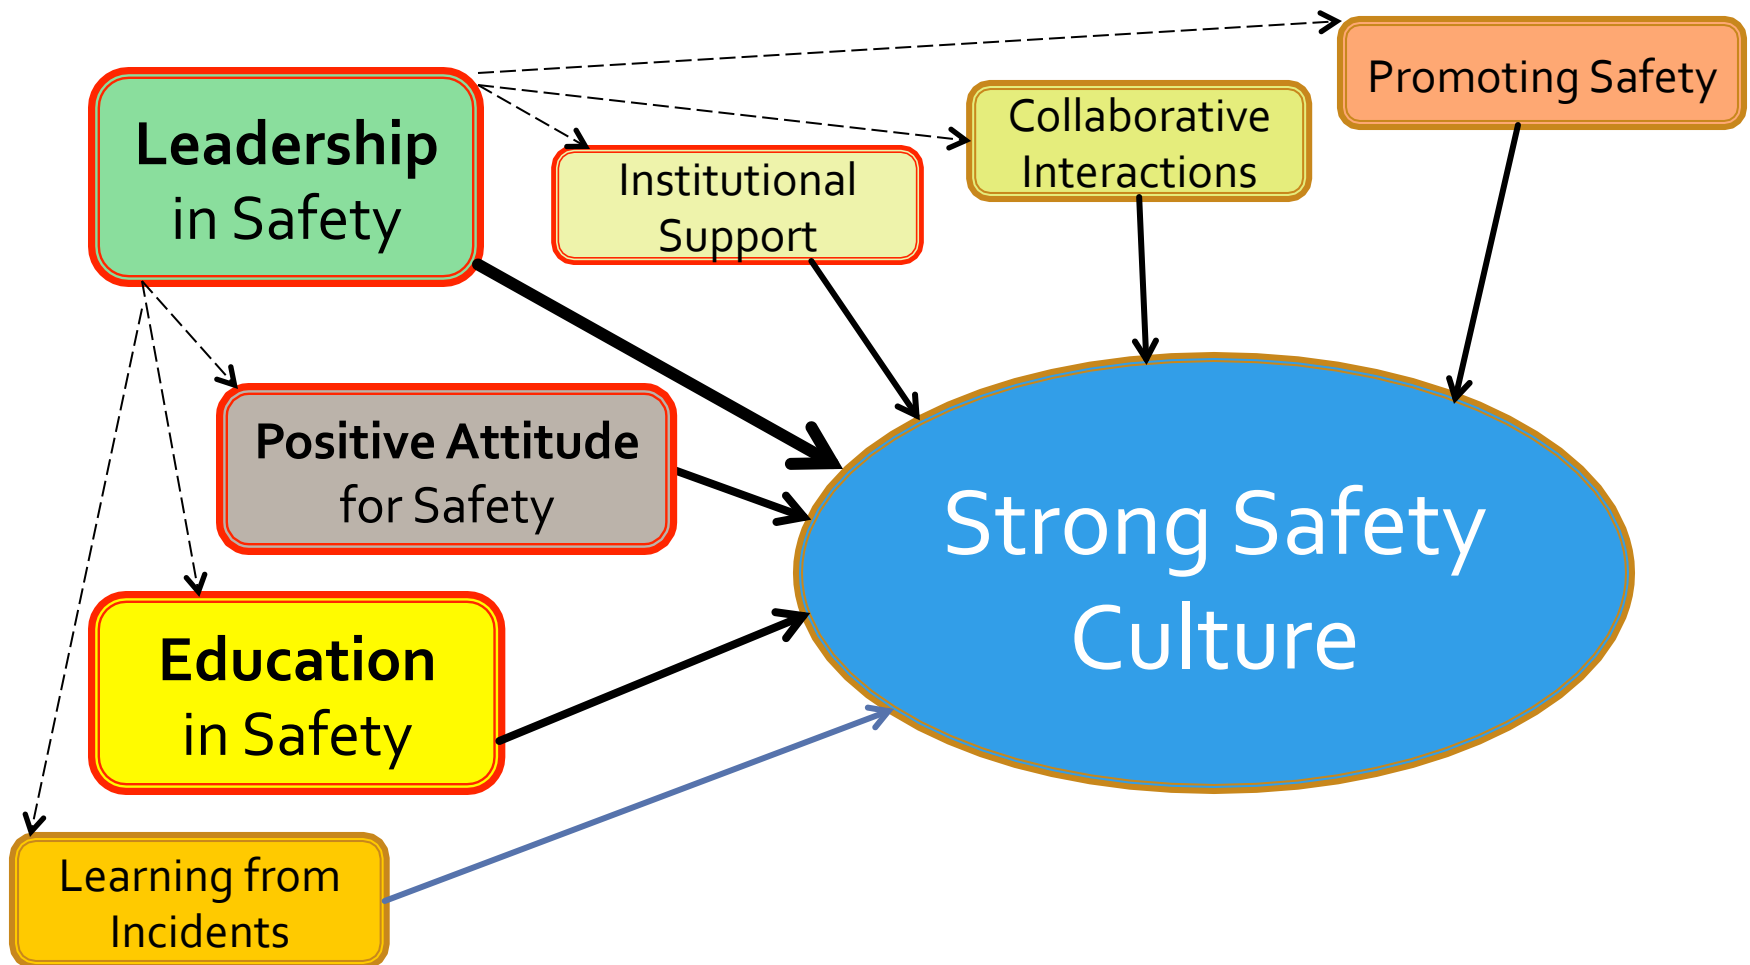 Leadership
in Safety
Institutional
Support
Collaborative
Interactions
Promoting Safety
Positive Attitude
for Safety
Education
in Safety
Learning from
Incidents
Strong Safety
Culture